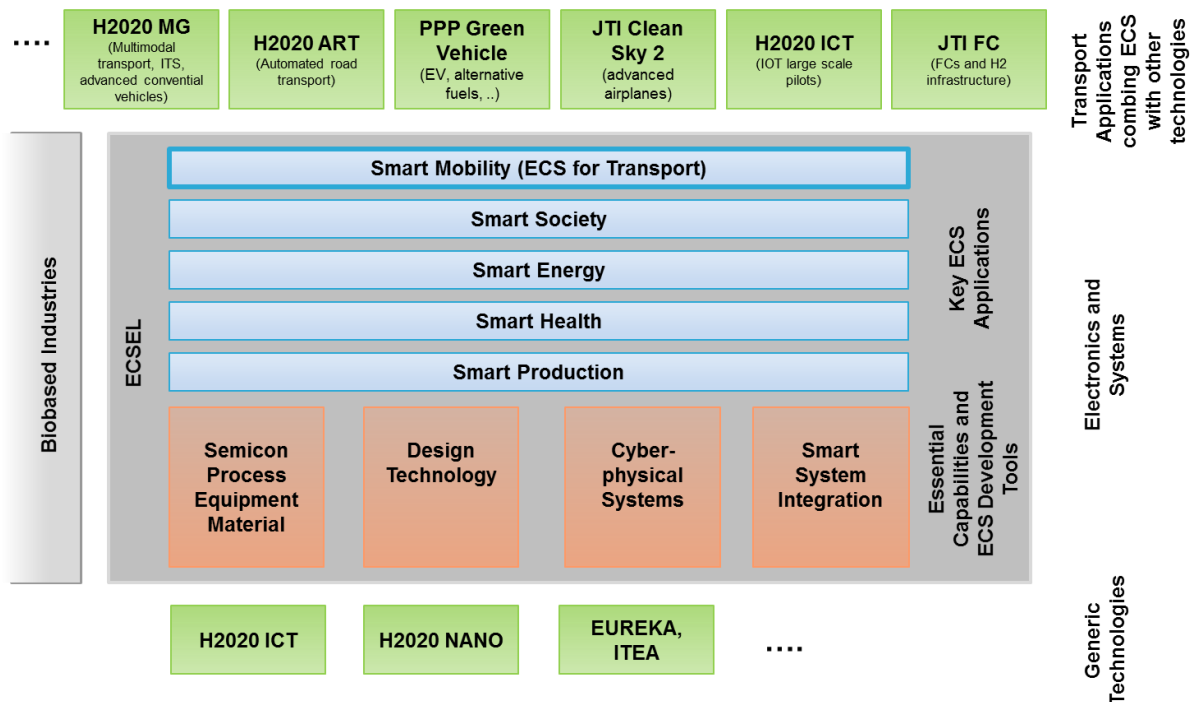 ....
H2020 MG
(Multimodal
transport, ITS,
advanced convential
vehicles)
H2020 ART
(Automated road
transport)
PPP Green
Vehicle
(EV, alternative
fuels, ..)
JTI Clean
Sky 2
(advanced
airplanes)
H2020 ICT
(IOT large scale
pilots)
JTI FC
(FCs and H2
infrastructure)
Transport
Applications
combing ECS
with other
technologies
Biobased Industries
ECSEL
Smart Mobility (ECS for Transport)
Smart Society
Smart Energy
Smart Health
Smart Production
Key ECS
Applications
Semicon
Process
Equipment
Material
Design
Technology
Cyber-
physical
Systems
Smart
System
Integration
Essential
Capabilities and
ECS Development
Tools
Electronics and
Systems
H2020 ICT
H2020 NANO
EUREKA,
ITEA
....
Generic
Technologies